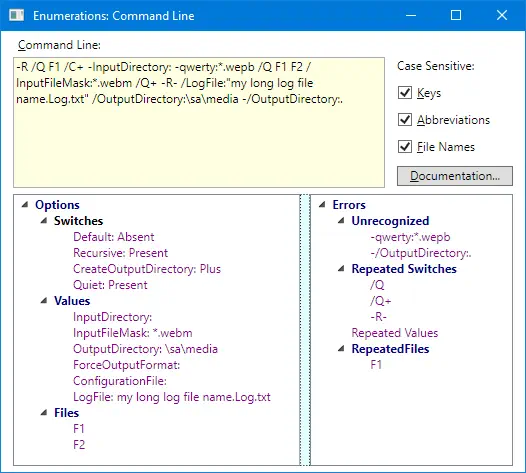 Enumerations: Command Line
Command Line:
-R /Q F1 /C+ -InputDirectory: -qwerty:*.wepb /Q F1 F2 /
InputFileMask:*.webm /Q+ -R- /LogFile:"my long log file
name.Log.txt" /OutputDirectory:\sa\media -/OutputDirectory:.
Case Sensitive:
Keys
Abbreviations
File Names
Documentation...
Options
Switches
Default: Absent
Recursive: Present
CreateOutputDirectory: Plus
Quiet: Present
Values
InputDirectory:
InputFileMask: *.webm
OutputDirectory: \sa\media
ForceOutputFormat:
ConfigurationFile:
LogFile: my long log file name.Log.txt
Files
F1
F2
Errors
Unrecognized
-qwerty:*.wepb
-/OutputDirectory:.
Repeated Switches
/Q
/Q+
-R-
Repeated Values
RepeatedFiles
F1